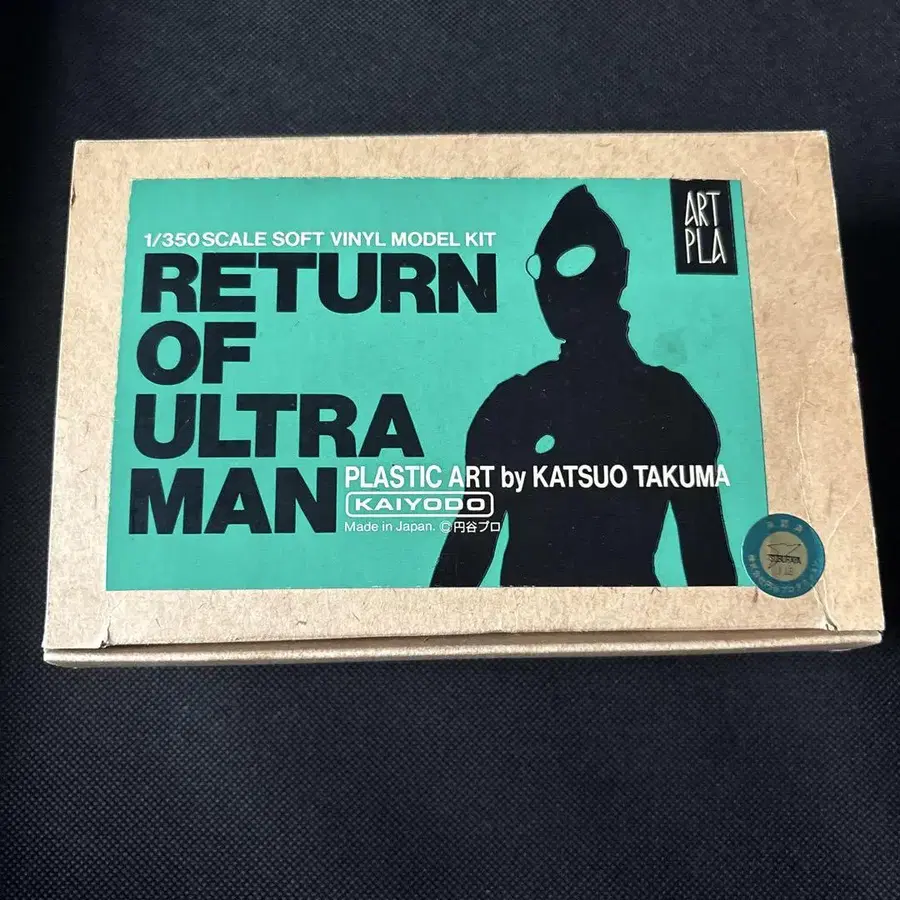 1/350 SCALE SOFT VINYL MODEL KIT
RETURN
OF
ULTRA
MAN
PLASTIC ART by KATSUO TAKUMA
KAIYODO
Made in Japan. ©円谷プロ
ART
PLA